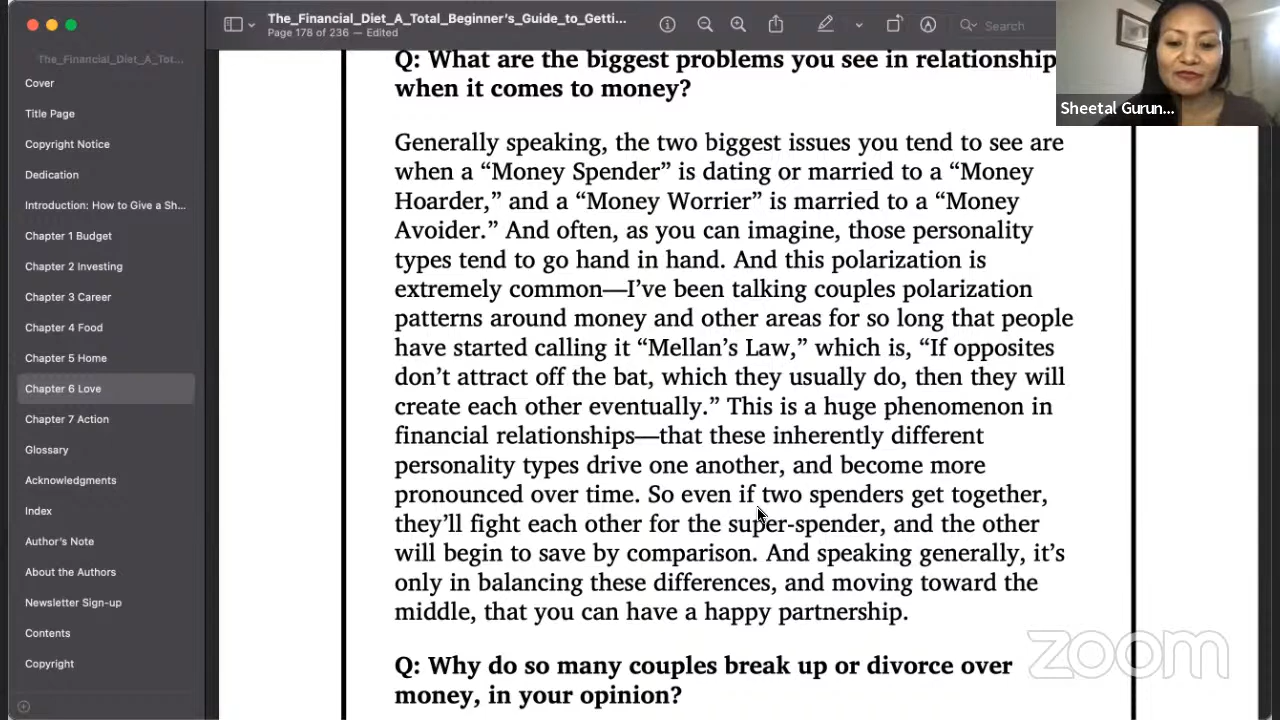 The_Financial_Diet_A_Total_Beginner's_Guide_to_Getti...
Page 178 of 236 — Edited
Search
The_Financial_Diet_A_Tot...
Cover
Title Page
Copyright Notice
Dedication
Introduction: How to Give a Sh...
Chapter 1 Budget
Chapter 2 Investing
Chapter 3 Career
Chapter 4 Food
Chapter 5 Home
Chapter 6 Love
Chapter 7 Action
Glossary
Acknowledgments
Index
Author's Note
About the Authors
Newsletter Sign-up
Contents
Copyright
Q: What are the biggest problems you see in relationship
when it comes to money?
Generally speaking, the two biggest issues you tend to see are
when a “Money Spender” is dating or married to a “Money
Hoarder,” and a “Money Worrier” is married to a “Money
Avoider.” And often, as you can imagine, those personality
types tend to go hand in hand. And this polarization is
extremely common—I’ve been talking couples polarization
patterns around money and other areas for so long that people
have started calling it “Mellan’s Law,” which is, “If opposites
don’t attract off the bat, which they usually do, then they will
create each other eventually.” This is a huge phenomenon in
financial relationships—that these inherently different
personality types drive one another, and become more
pronounced over time. So even if two spenders get together,
they’ll fight each other for the super-spender, and the other
will begin to save by comparison. And speaking generally, it’s
only in balancing these differences, and moving toward the
middle, that you can have a happy partnership.
Q: Why do so many couples break up or divorce over
money, in your opinion?
Sheetal Gurun...
zoom